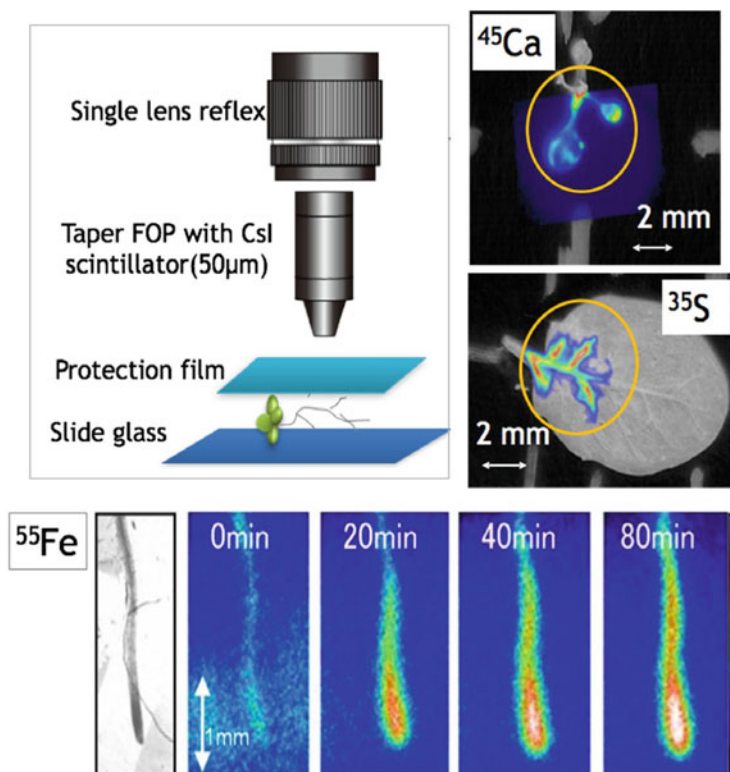 Single lens reflex
Taper FOP with CsI
scintillator(50μm)
Protection film
Slide glass
⁴⁵Ca
2 mm
³⁵S
2 mm
⁵⁵Fe
0min
20min
40min
80min
1mm